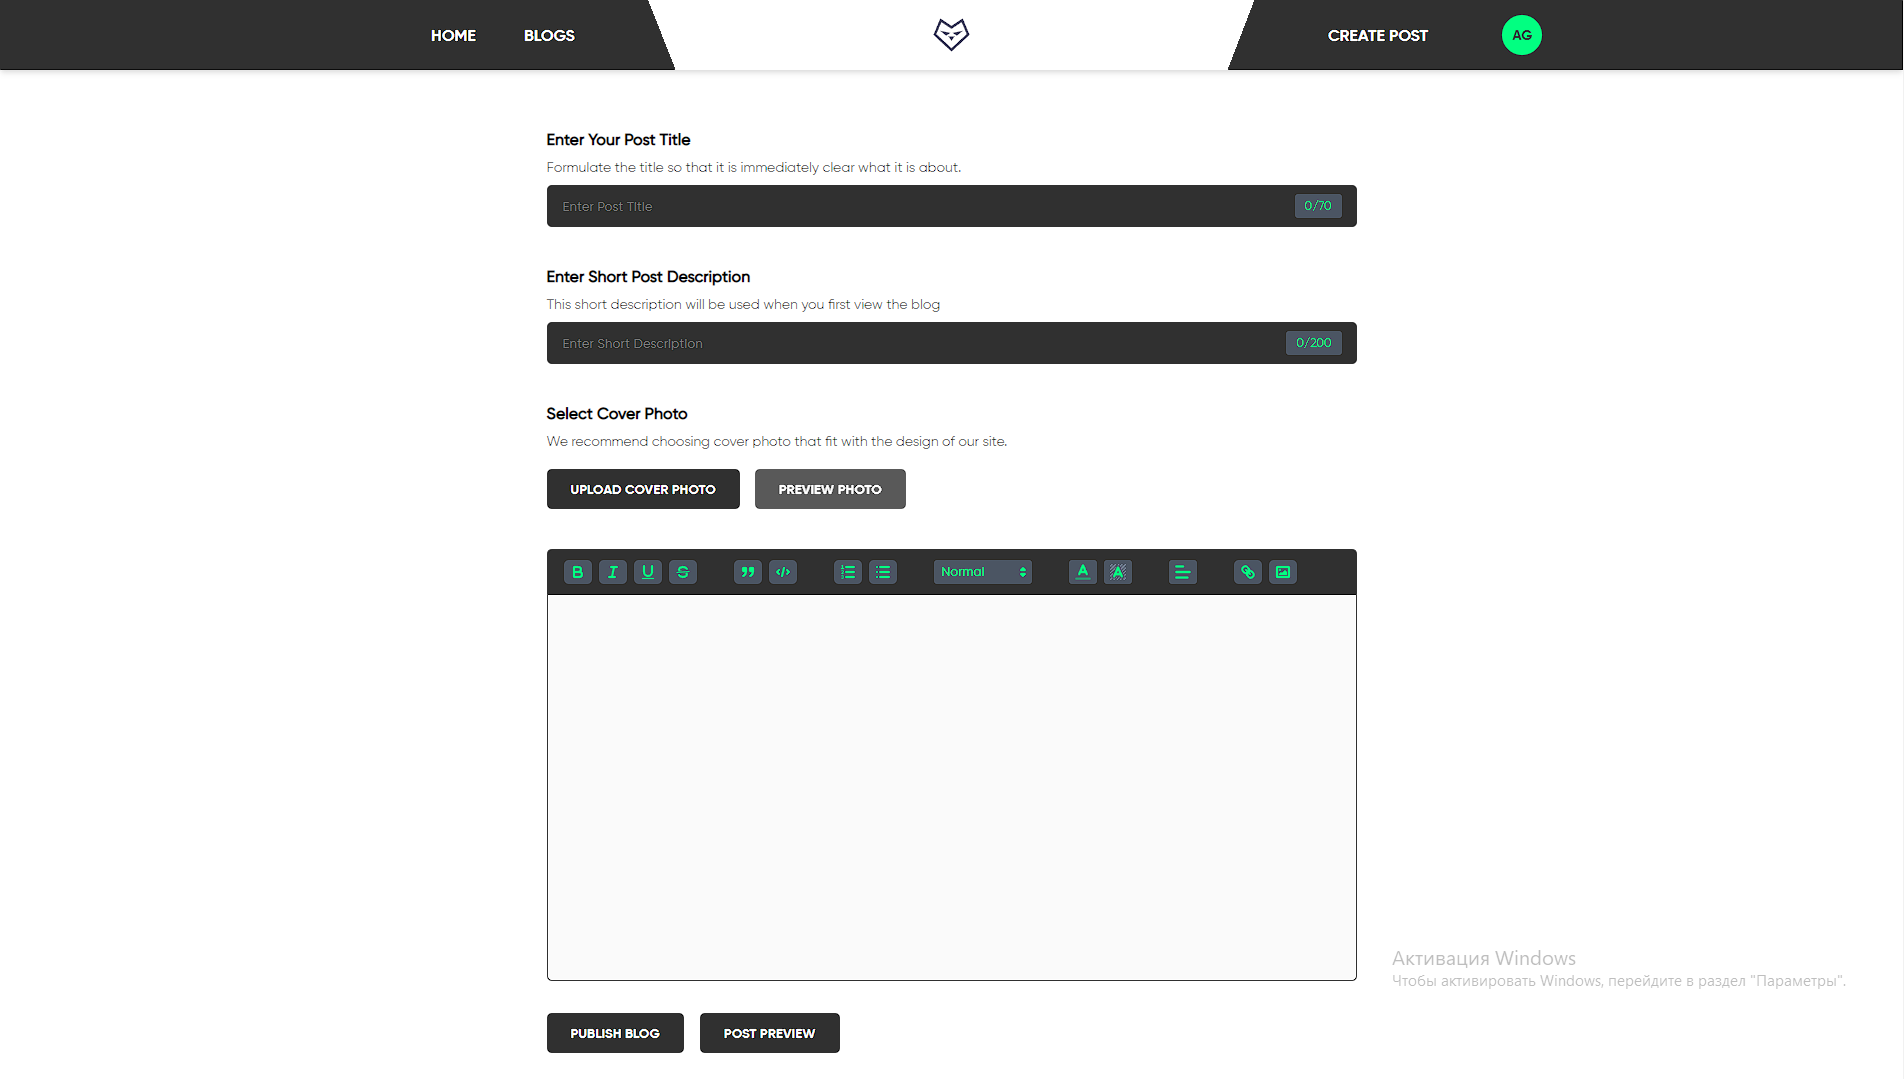 HOME BLOGS CREATE POST AG
Enter Your Post Title
Formulate the title so that it is immediately clear what it is about.
Enter Post Title 0/70
Enter Short Post Description
This short description will be used when you first view the blog
Enter Short Description 0/200
Select Cover Photo
We recommend choosing cover photo that fit with the design of our site.
UPLOAD COVER PHOTO PREVIEW PHOTO
B I U S Normal A A
Активация Windows
Чтобы активировать Windows, перейдите в раздел "Параметры".
PUBLISH BLOG POST PREVIEW